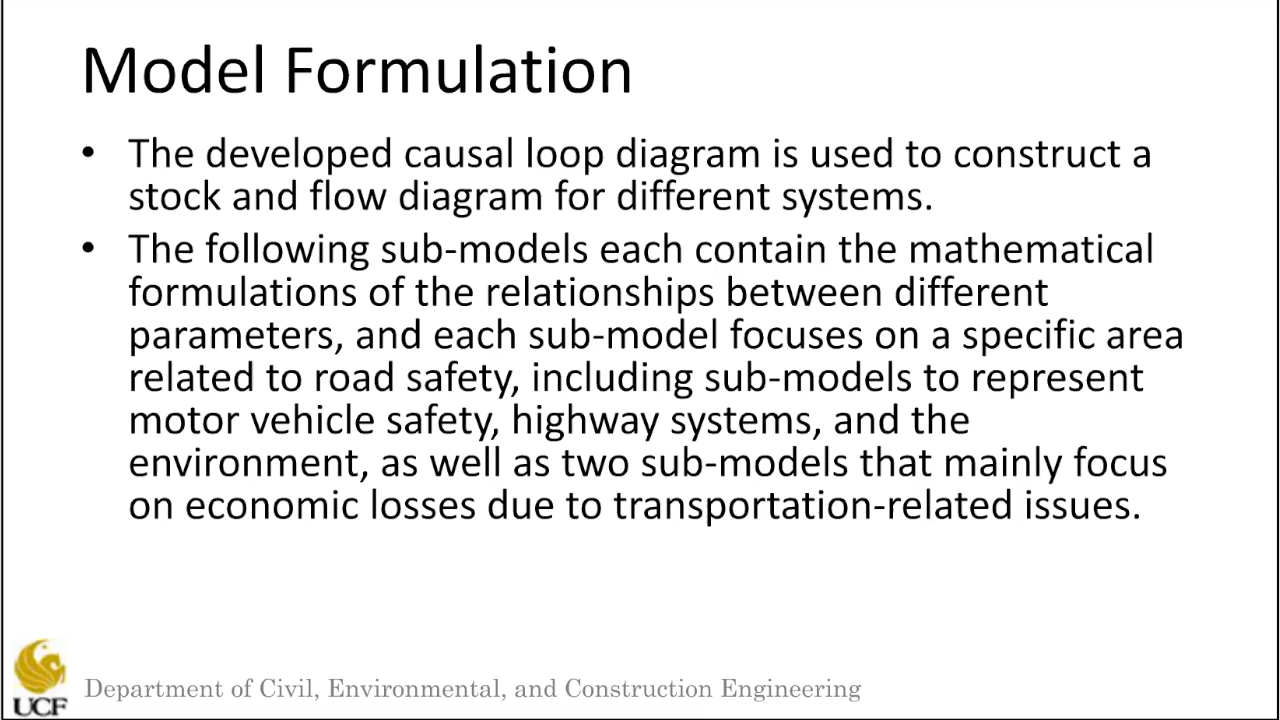 Model Formulation
• The developed causal loop diagram is used to construct a
stock and flow diagram for different systems.
• The following sub-models each contain the mathematical
formulations of the relationships between different
parameters, and each sub-model focuses on a specific area
related to road safety, including sub-models to represent
motor vehicle safety, highway systems, and the
environment, as well as two sub-models that mainly focus
on economic losses due to transportation-related issues.
UCF
Department of Civil, Environmental, and Construction Engineering